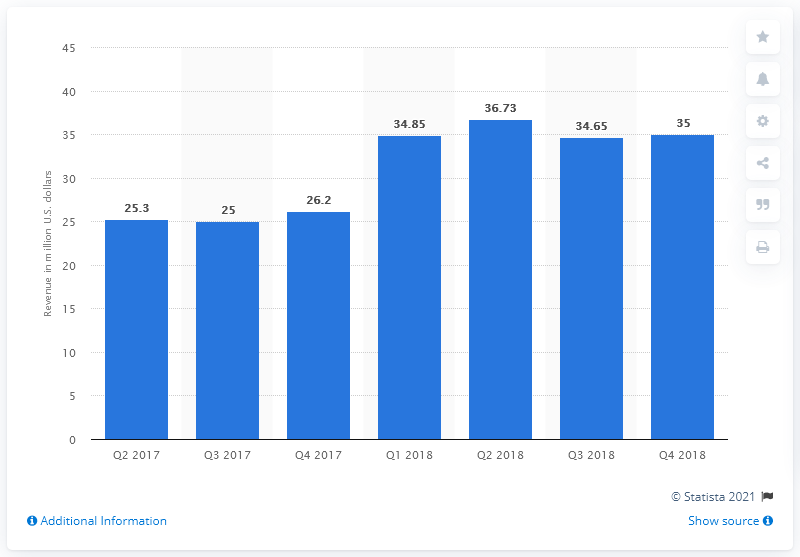 45
40
35
30
25
20
15
10
5
0
Revenue in million U.S. dollars
25.3
25
26.2
34.85
36.73
34.65
35
Q2 2017
Q3 2017
Q4 2017
Q1 2018
Q2 2018
Q3 2018
Q4 2018
© Statista 2021
Additional Information
Show source